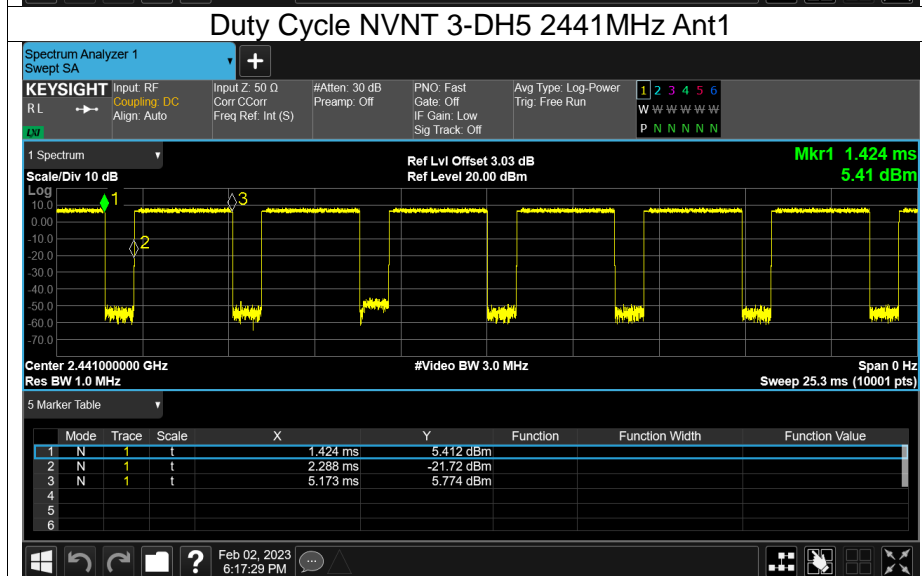 Duty Cycle NVNT 3-DH5 2441MHz Ant1
Spectrum Analyzer 1
Swept SA
+
KEYSIGHT
RL
LXI
Input: RF
Coupling: DC
Align: Auto
Input Z: 50 Ω
Corr CCorr
Freq Ref: Int (S)
#Atten: 30 dB
Preamp: Off
PNO: Fast
Gate: Off
IF Gain: Low
Sig Track: Off
Avg Type: Log-Power
Trig: Free Run
1 2 3 4 5 6
W W W W W W
P N N N N N
1 Spectrum
Scale/Div 10 dB
Ref Lvl Offset 3.03 dB
Ref Level 20.00 dBm
Mkr1 1.424 ms
5.41 dBm
Log
10.0
0.00
-10.0
-20.0
-30.0
-40.0
-50.0
-60.0
-70.0
1
2
3
Center 2.441000000 GHz
Res BW 1.0 MHz
#Video BW 3.0 MHz
Span 0 Hz
Sweep 25.3 ms (10001 pts)
5 Marker Table
Mode Trace Scale X Y Function Function Width Function Value
1 N 1 t 1.424 ms 5.412 dBm
2 N 1 t 2.288 ms -21.72 dBm
3 N 1 t 5.173 ms 5.774 dBm
4
5
6
?
Feb 02, 2023
6:17:29 PM